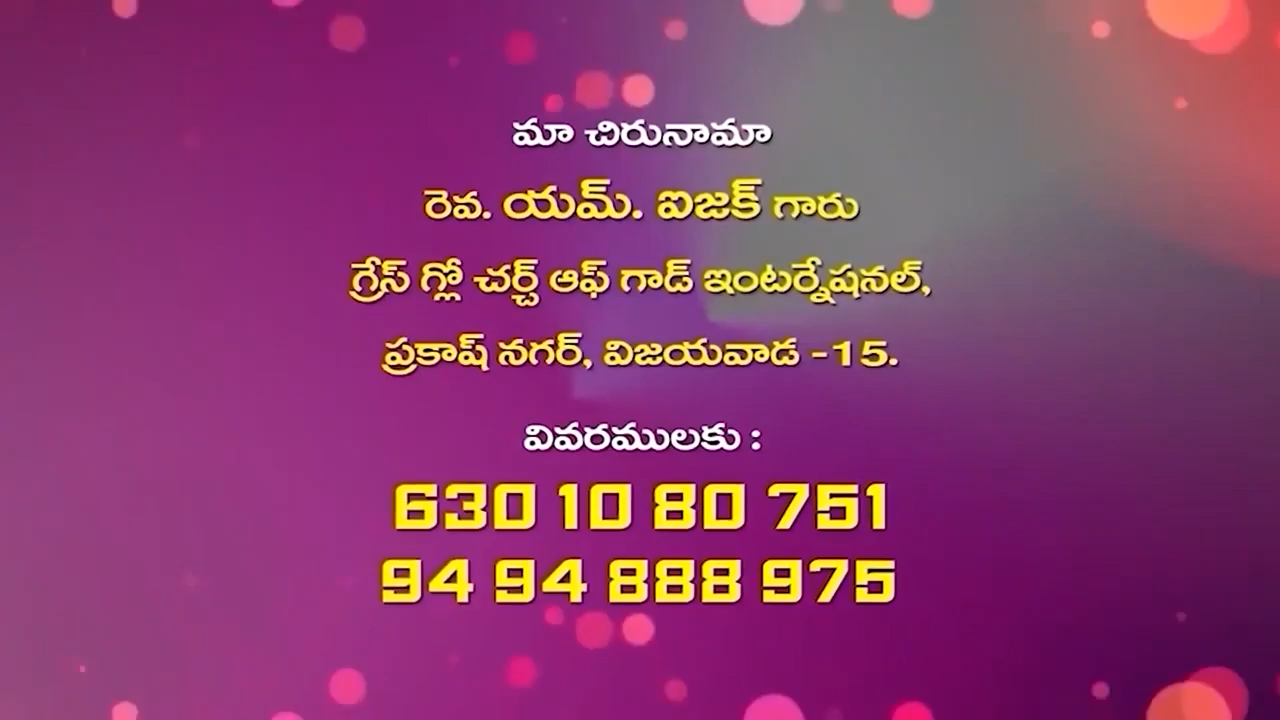 మా చిరునామా
రెవ. యమ్. ఐజక్ గారు
గ్రేస్ గ్లో చర్చ్ ఆఫ్ గాడ్ ఇంటర్నేషనల్,
ప్రకాష్ నగర్, విజయవాడ -15.
వివరములకు :
630 10 80 751
94 94 888 975